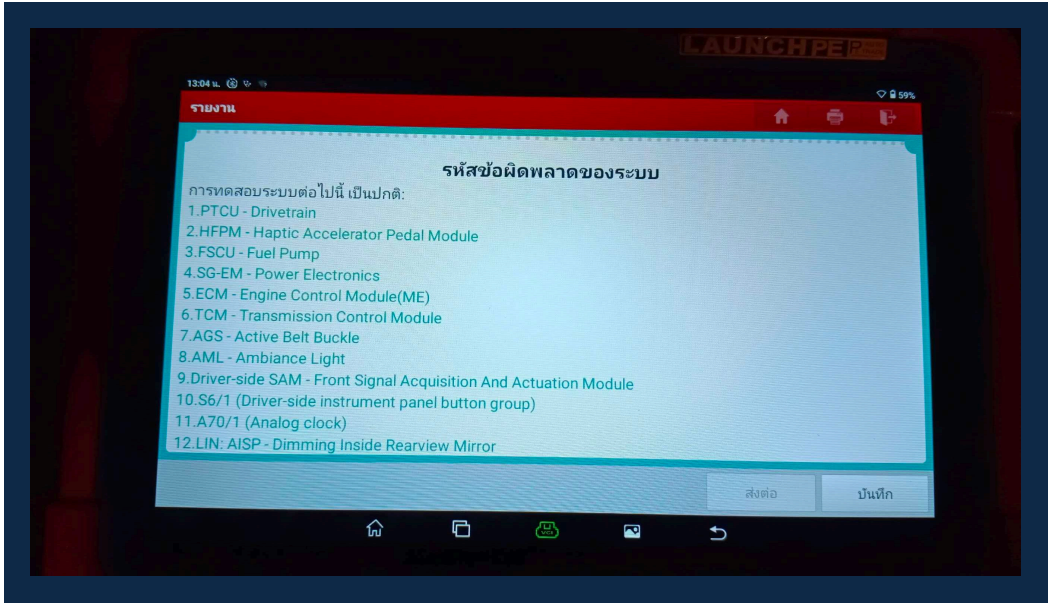 LAUNCH
13:04 น.
59%
รายงาน
รหัสข้อผิดพลาดของระบบ
การทดสอบระบบต่อไปนี้ เป็นปกติ:
1.PTCU - Drivetrain
2.HFPM - Haptic Accelerator Pedal Module
3.FSCU - Fuel Pump
4.SG-EM - Power Electronics
5.ECM - Engine Control Module(ME)
6.TCM - Transmission Control Module
7.AGS - Active Belt Buckle
8.AML - Ambiance Light
9.Driver-side SAM - Front Signal Acquisition And Actuation Module
10.S6/1 (Driver-side instrument panel button group)
11.A70/1 (Analog clock)
12.LIN: AISP - Dimming Inside Rearview Mirror
ส่งต่อ
บันทึก
VCI